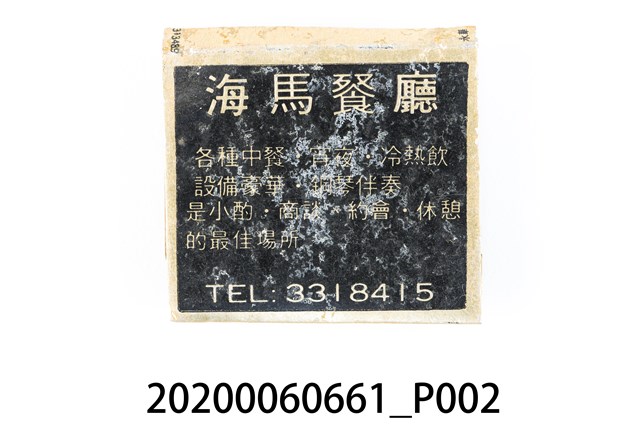 海馬餐廳
各種中餐·宵夜·冷熱飲
設備豪華·鋼琴伴奏
是小酌·商談·約會·休憩
的最佳場所
TEL: 3318415
20200060661_P002